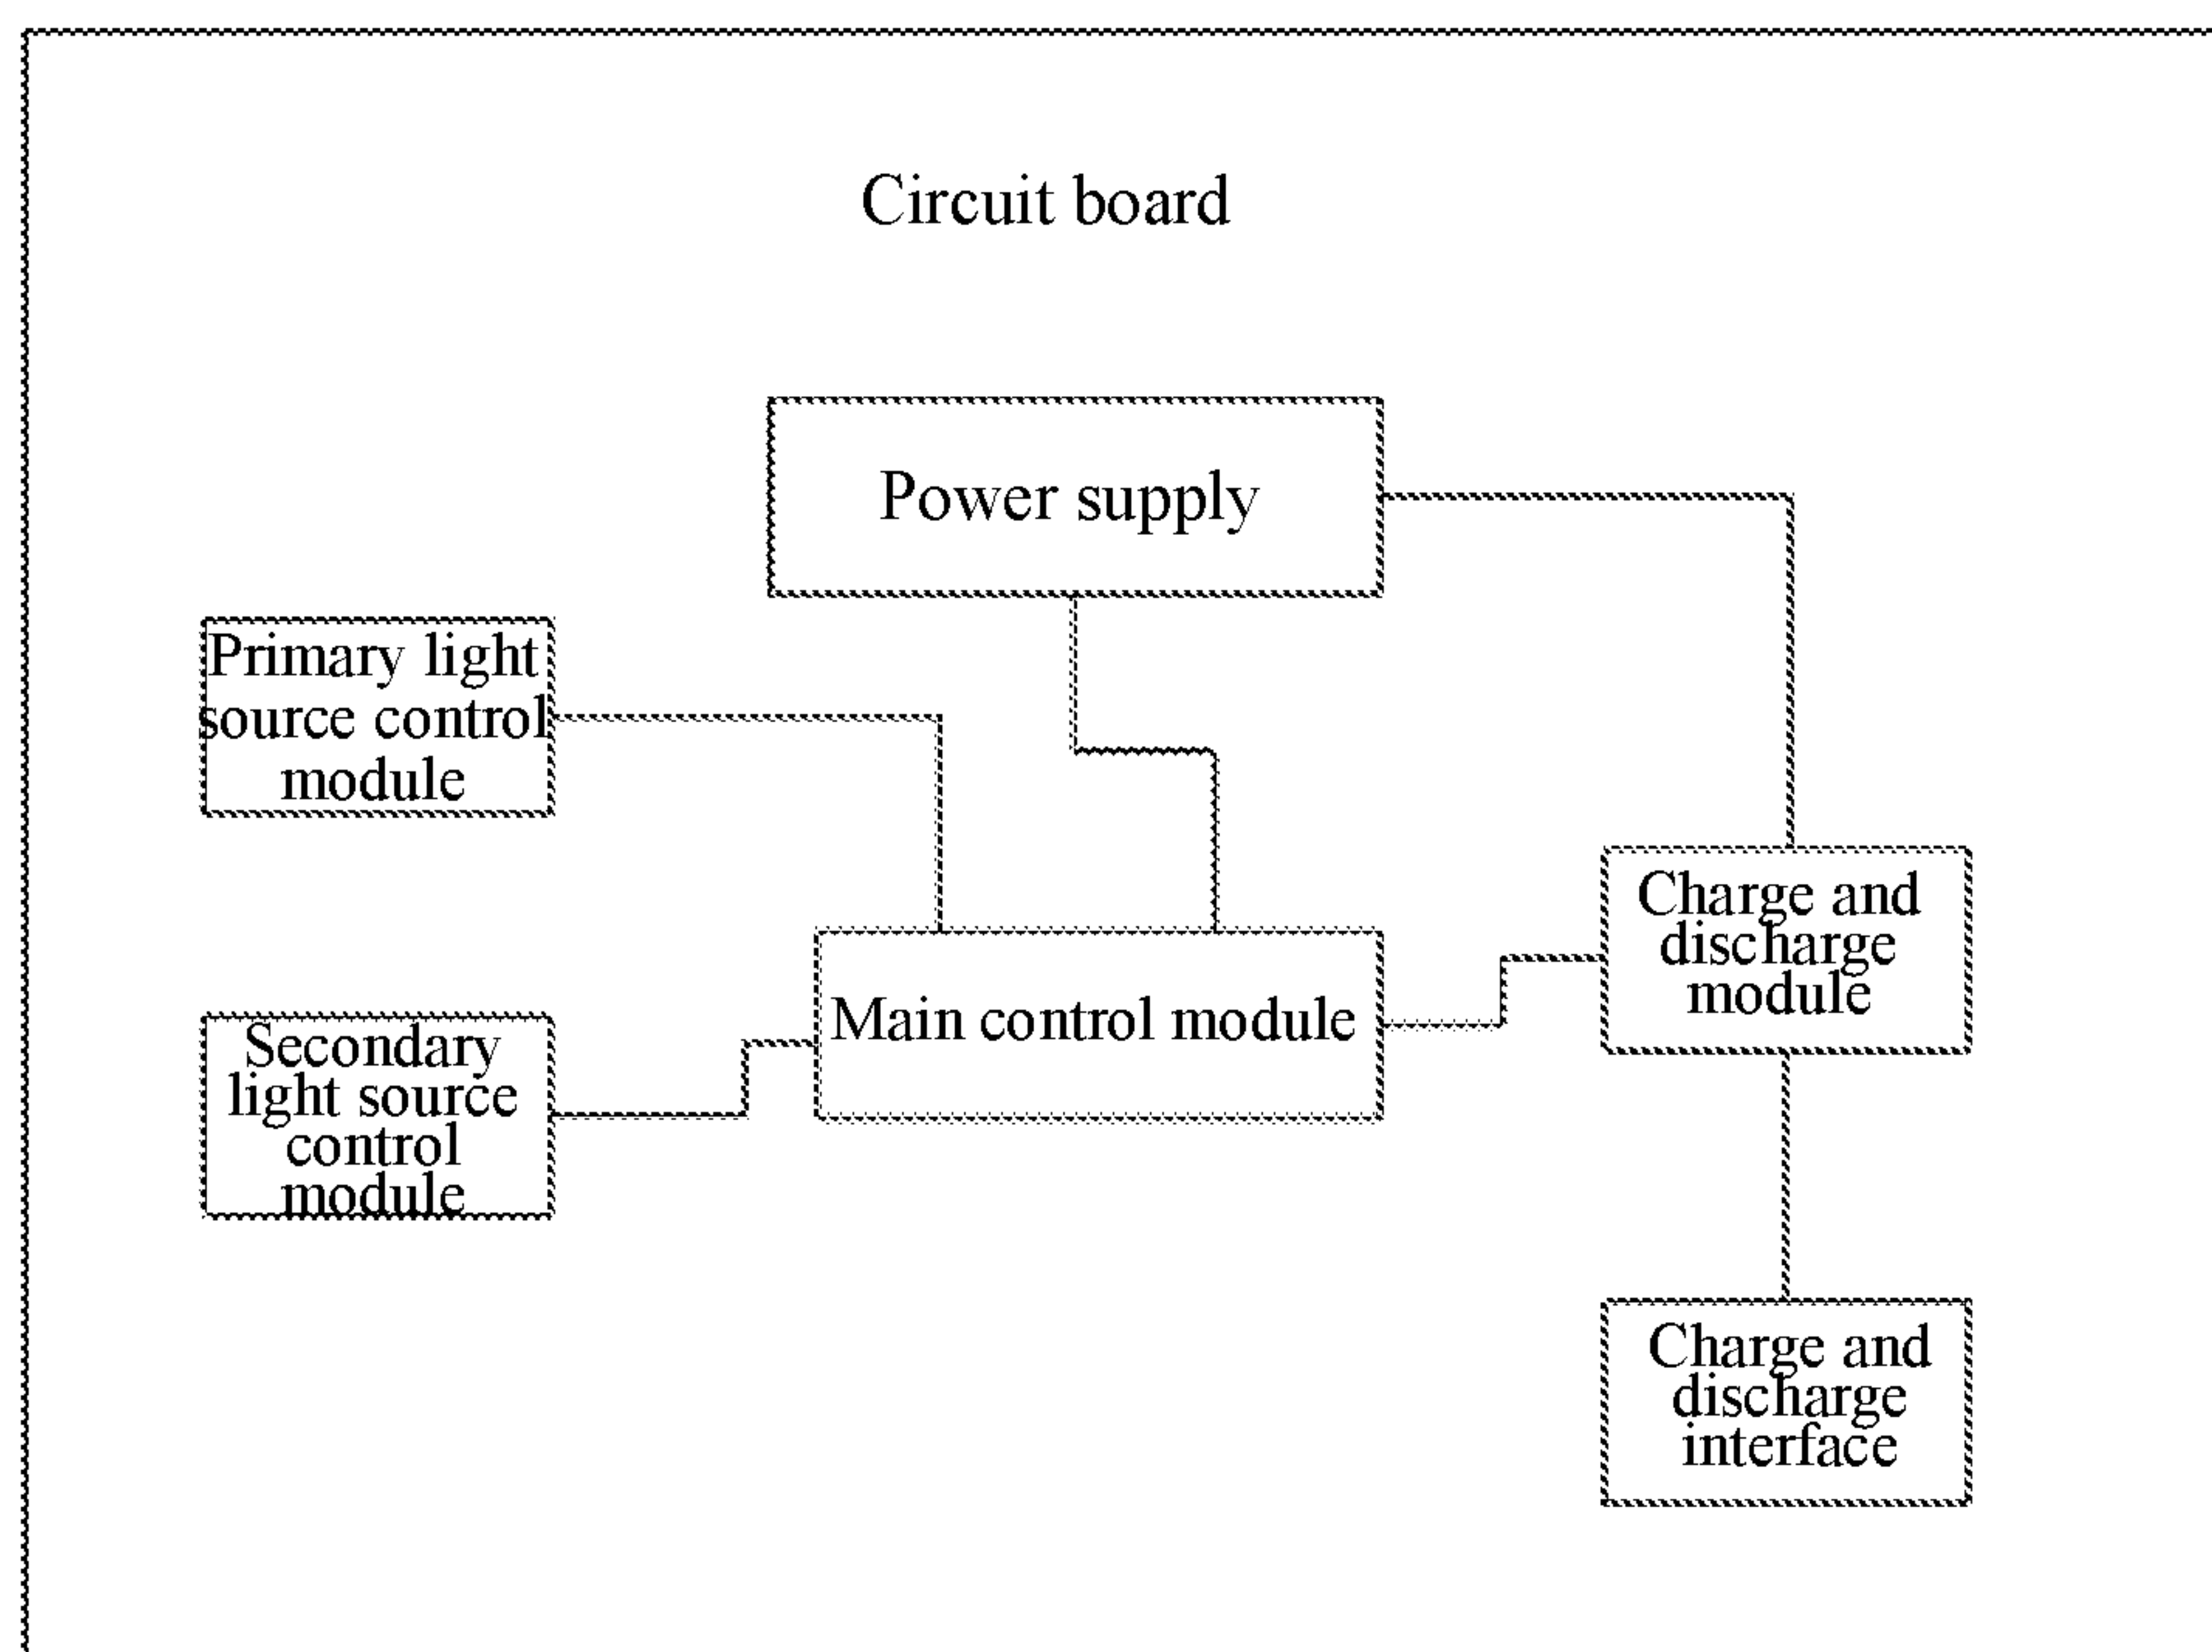 Circuit board
Power supply
Primary light
source control
module
Charge and
discharge
module
Main control module
Secondary
light source
control
module
Charge and
discharge
interface